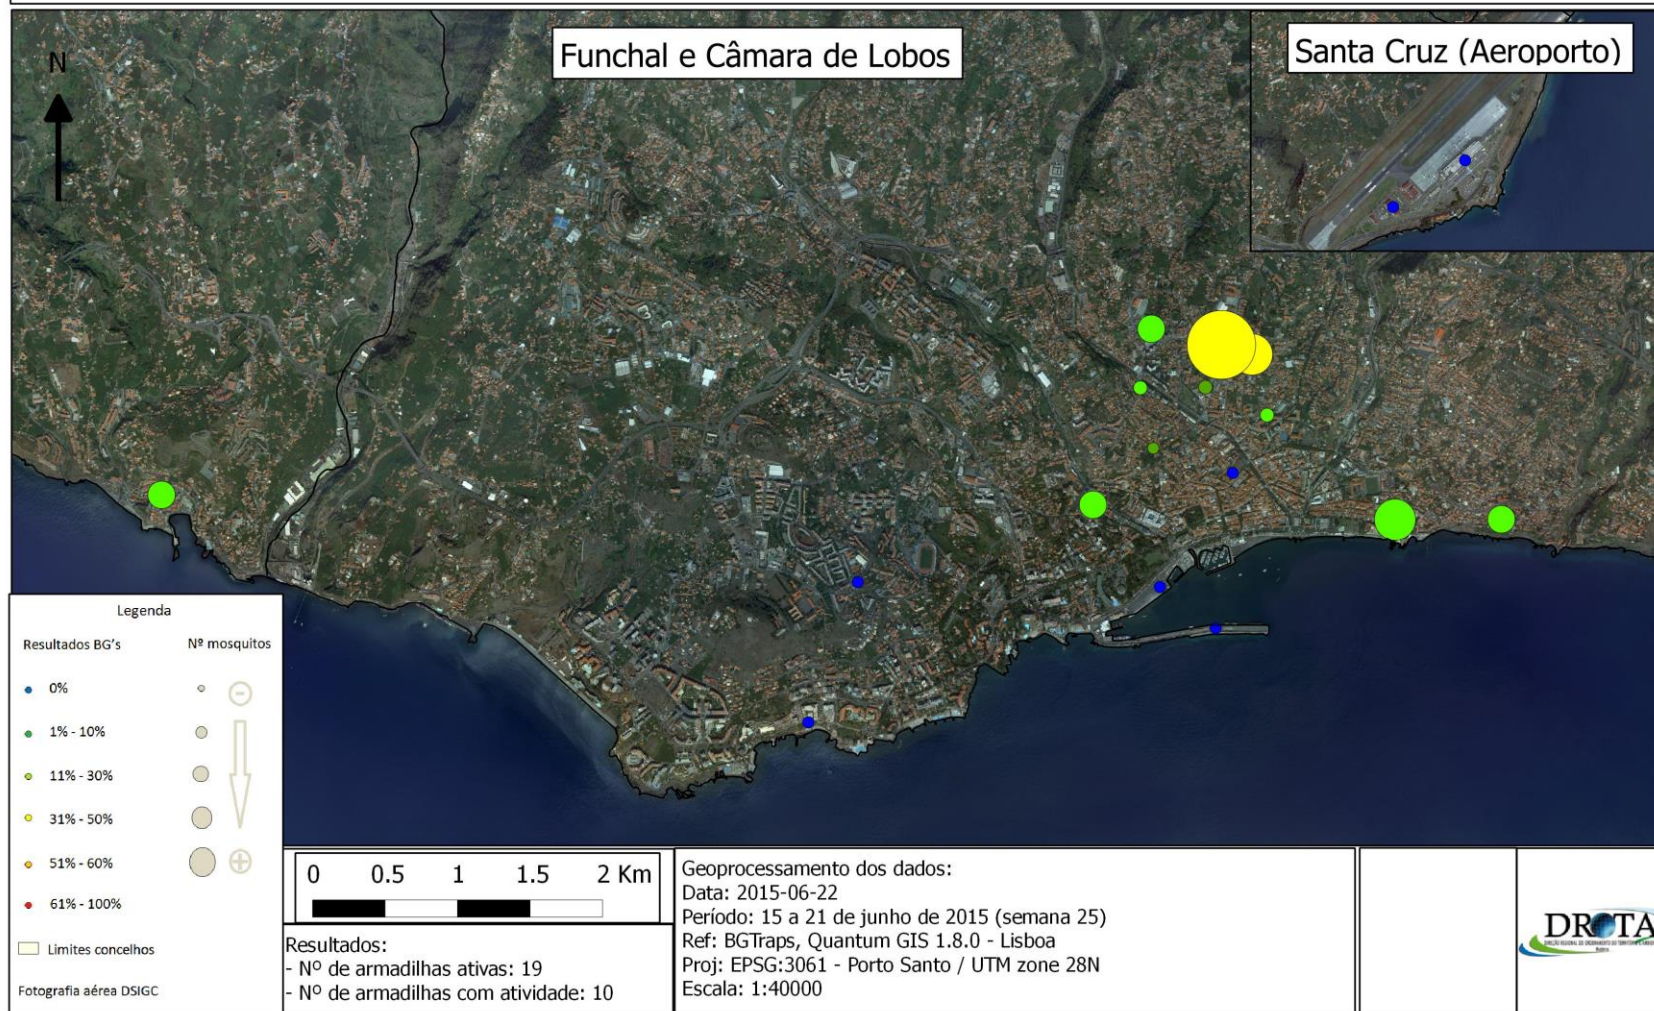 Funchal e Câmara de Lobos
Santa Cruz (Aeroporto)
N
Legenda
Resultados BG's
Nº mosquitos
0%
1% - 10%
11% - 30%
31% - 50%
51% - 60%
61% - 100%
Limites concelhos
Fotografia aérea DSIGC
0 0.5 1 1.5 2 Km
Resultados:
- Nº de armadilhas ativas: 19
- Nº de armadilhas com atividade: 10
Geoprocessamento dos dados:
Data: 2015-06-22
Período: 15 a 21 de junho de 2015 (semana 25)
Ref: BGTraps, Quantum GIS 1.8.0 - Lisboa
Proj: EPSG:3061 - Porto Santo / UTM zone 28N
Escala: 1:40000
DROTA